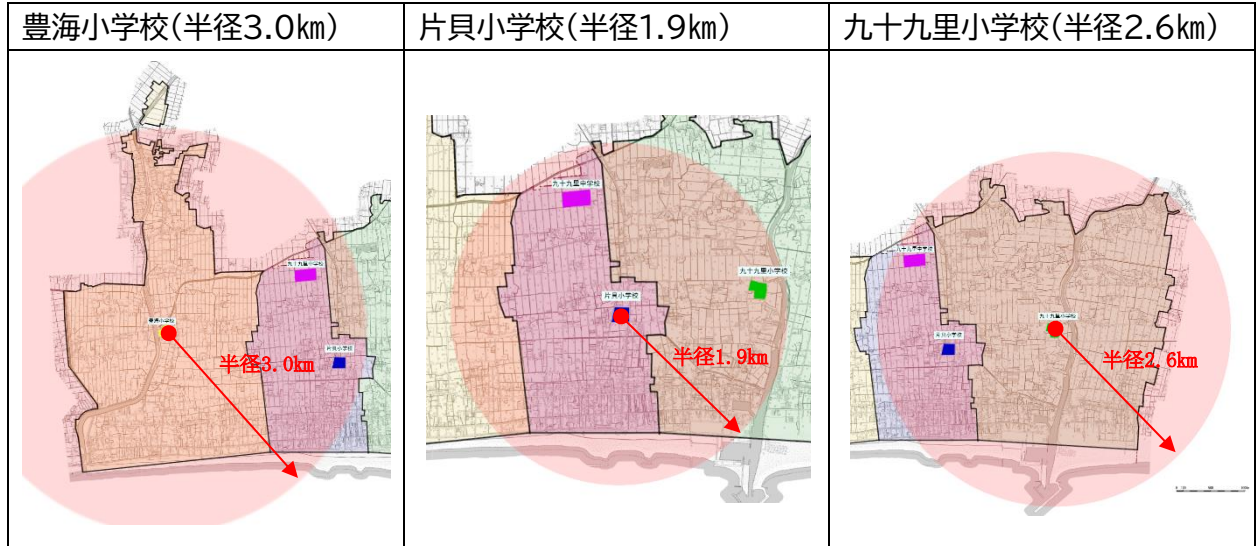 豊海小学校(半径3.0㎞)
片貝小学校(半径1.9㎞)
九十九里小学校(半径2.6㎞)
九十九里中学校
豊海小学校
片貝小学校
半径3.0㎞
九十九里中学校
九十九里小学校
片貝小学校
半径1.9㎞
九十九里中学校
九十九里小学校
片貝小学校
半径2.6㎞